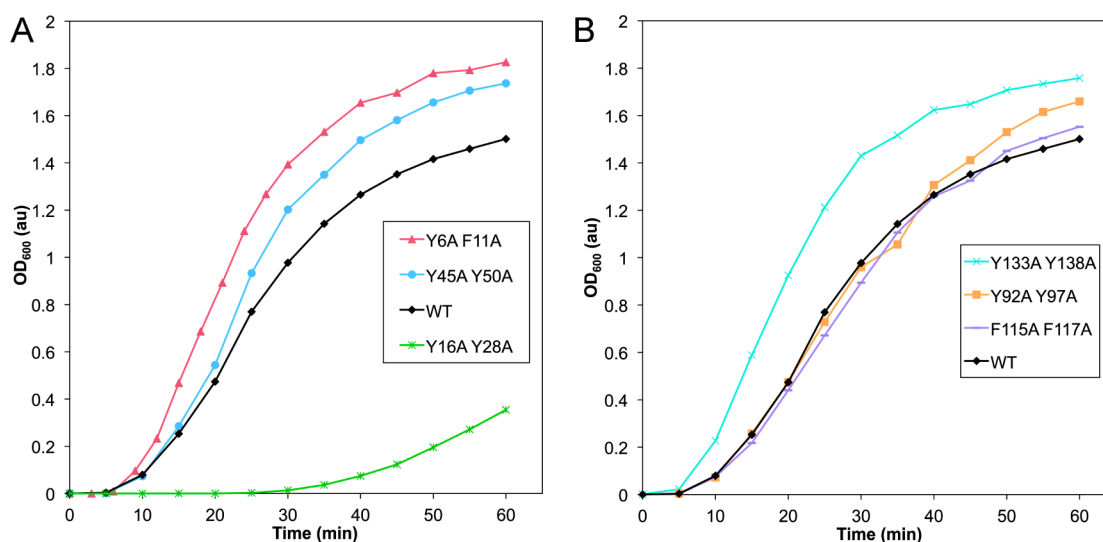 A
OD600 (au)
2
1.8
1.6
1.4
1.2
1
0.8
0.6
0.4
0.2
0
0 10 20 30 40 50 60
Time (min)
Y6A F11A
Y45A Y50A
WT
Y16A Y28A
B
OD600 (au)
2
1.8
1.6
1.4
1.2
1
0.8
0.6
0.4
0.2
0
0 10 20 30 40 50 60
Time (min)
Y133A Y138A
Y92A Y97A
F115A F117A
WT